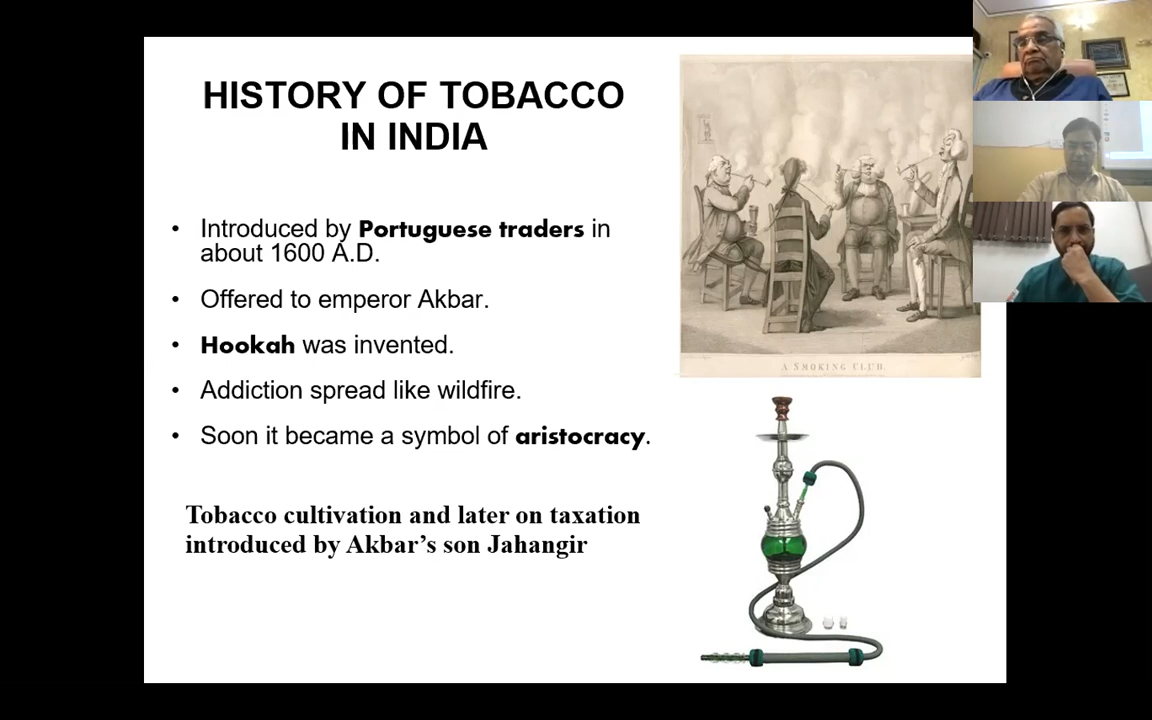 HISTORY OF TOBACCO
IN INDIA
• Introduced by Portuguese traders in
about 1600 A.D.
• Offered to emperor Akbar.
• Hookah was invented.
• Addiction spread like wildfire.
• Soon it became a symbol of aristocracy.
Tobacco cultivation and later on taxation
introduced by Akbar’s son Jahangir
A SMOKING CLUB.